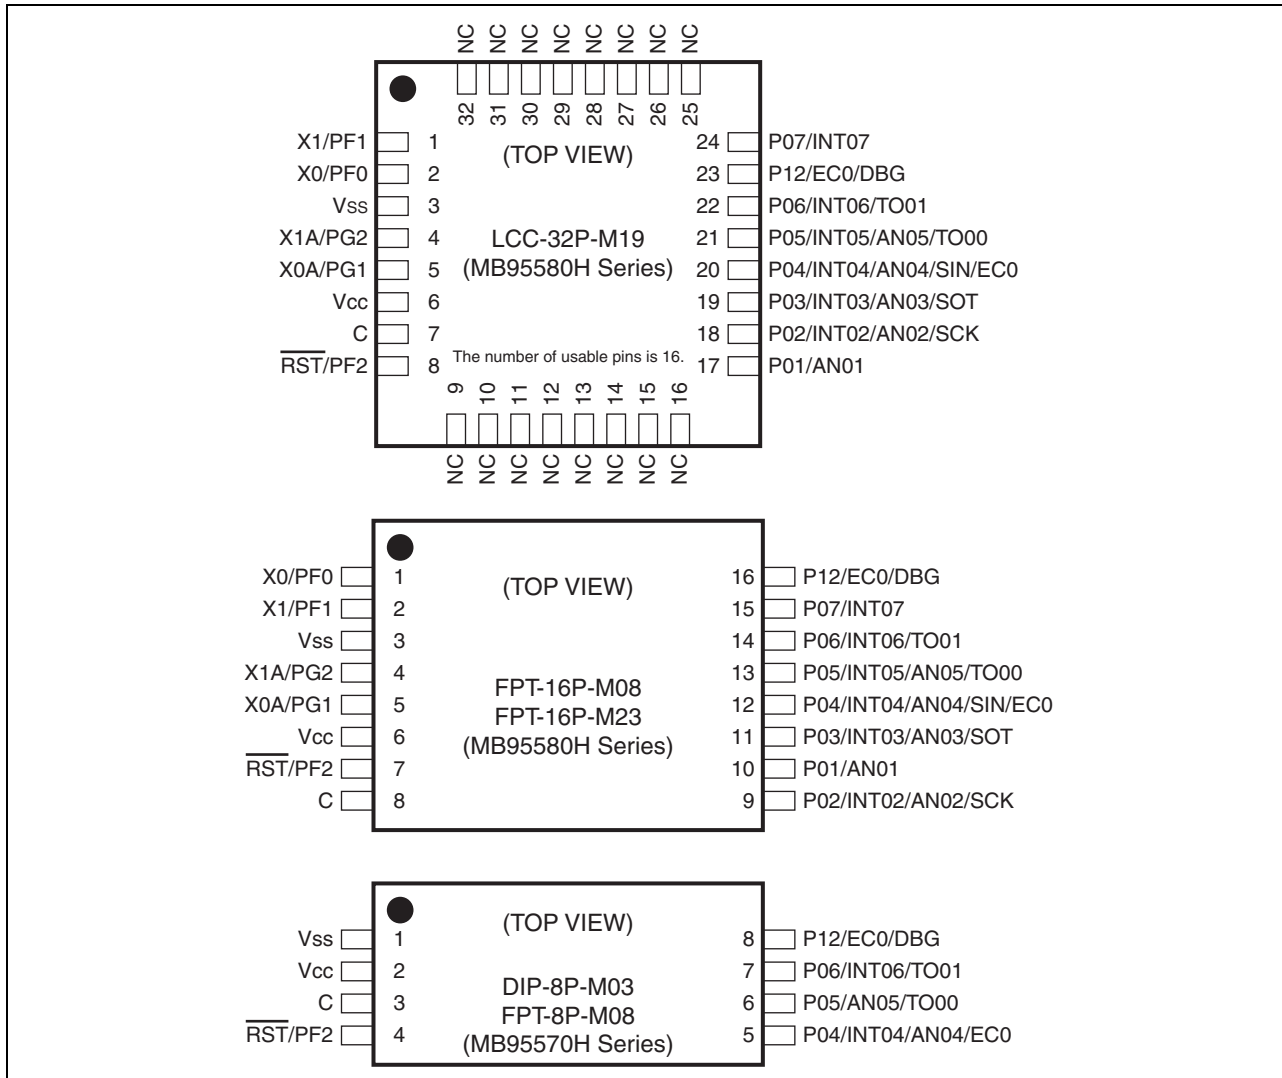 NC NC NC NC NC NC NC NC
32 31 30 29 28 27 26 25
(TOP VIEW)
X1/PF1 1
X0/PF0 2
Vss 3
X1A/PG2 4
X0A/PG1 5
Vcc 6
C 7
RST/PF2 8
LCC-32P-M19
(MB95580H Series)
The number of usable pins is 16.
24 P07/INT07
23 P12/EC0/DBG
22 P06/INT06/TO01
21 P05/INT05/AN05/TO00
20 P04/INT04/AN04/SIN/EC0
19 P03/INT03/AN03/SOT
18 P02/INT02/AN02/SCK
17 P01/AN01
9 10 11 12 13 14 15 16
NC NC NC NC NC NC NC NC
(TOP VIEW)
X0/PF0 1
X1/PF1 2
Vss 3
X1A/PG2 4
X0A/PG1 5
Vcc 6
RST/PF2 7
C 8
FPT-16P-M08
FPT-16P-M23
(MB95580H Series)
16 P12/EC0/DBG
15 P07/INT07
14 P06/INT06/TO01
13 P05/INT05/AN05/TO00
12 P04/INT04/AN04/SIN/EC0
11 P03/INT03/AN03/SOT
10 P01/AN01
9 P02/INT02/AN02/SCK
(TOP VIEW)
Vss 1
Vcc 2
C 3
RST/PF2 4
DIP-8P-M03
FPT-8P-M08
(MB95570H Series)
8 P12/EC0/DBG
7 P06/INT06/TO01
6 P05/AN05/TO00
5 P04/INT04/AN04/EC0